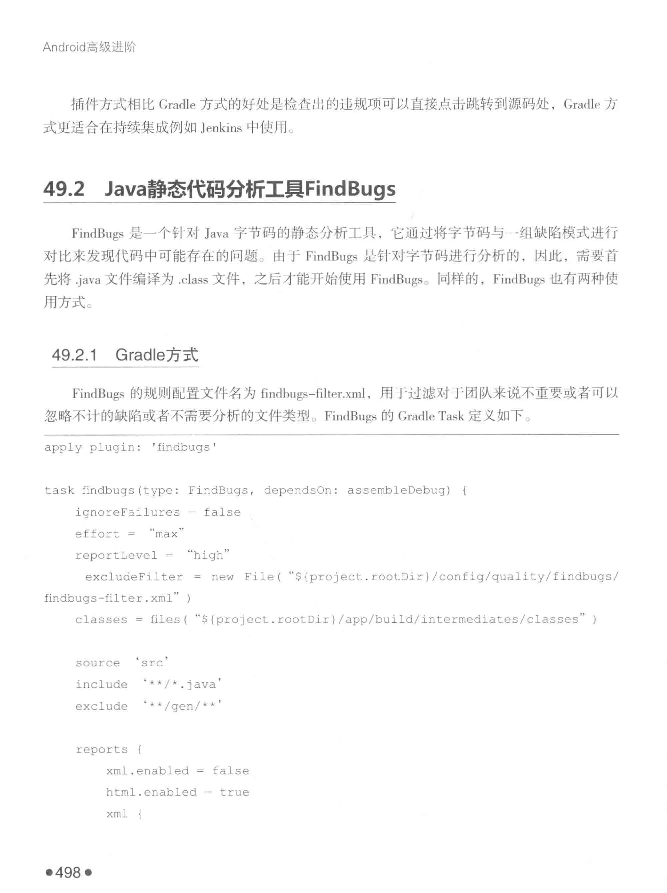 Android高级进阶
插件方式相比 Gradle 方式的好处是检查出的违规项可以直接点击跳转到源码处，Gradle 方
式更适合在持续集成例如 Jenkins 中使用。
49.2 Java静态代码分析工具FindBugs
FindBugs 是一个针对 Java 字节码的静态分析工具，它通过将字节码与一组缺陷模式进行
对比来发现代码中可能存在的问题。由于 FindBugs 是针对字节码进行分析的，因此，需要首
先将 .java 文件编译为 .class 文件，之后才能开始使用 FindBugs。同样的，FindBugs 也有两种使
用方式。
49.2.1 Gradle方式
FindBugs 的规则配置文件名为 findbugs-filter.xml，用于过滤对于团队来说不重要或者可以
忽略不计的缺陷或者不需要分析的文件类型。FindBugs 的 Gradle Task 定义如下。
apply plugin: 'findbugs'
task findbugs(type: FindBugs, dependsOn: assembleDebug) {
ignoreFailures = false
effort = “max”
reportLevel = “high”
excludeFilter = new File( “${project.rootDir}/config/quality/findbugs/
findbugs-filter.xml” )
classes = files( “${project.rootDir}/app/build/intermediates/classes” )
source ‘src’
include ‘**/*.java’
exclude ‘**/gen/**’
reports {
xml.enabled = false
html.enabled = true
xml {
●498●